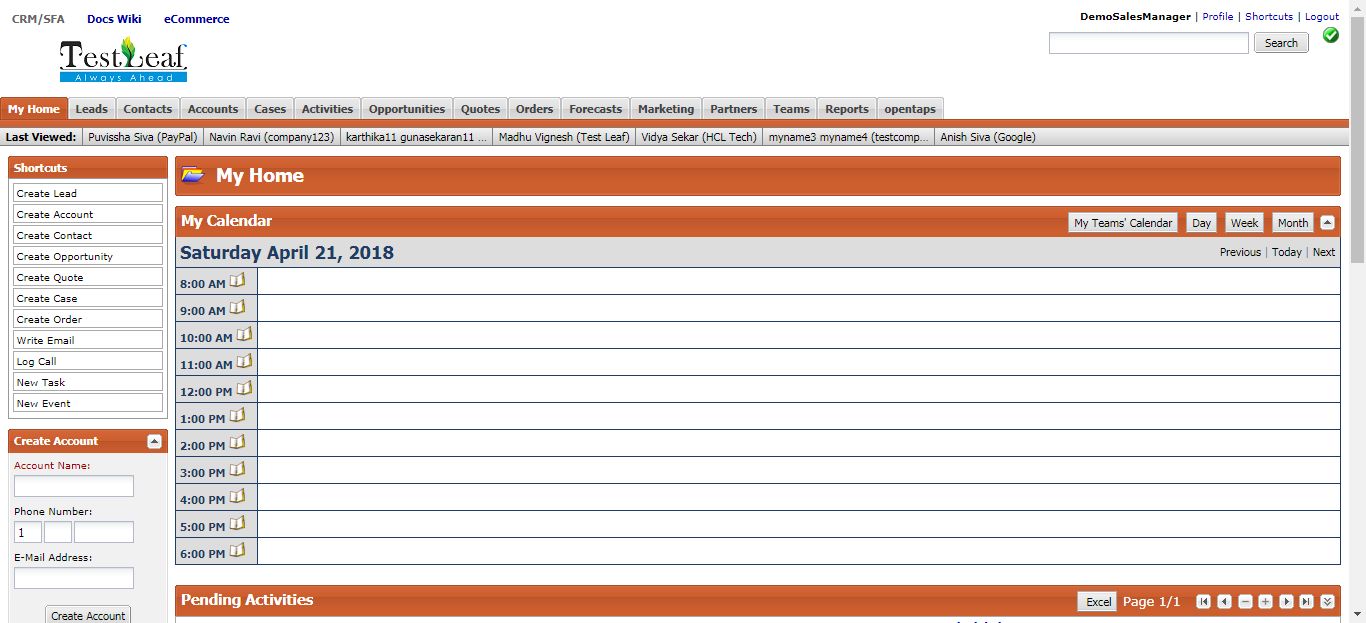 CRM/SFA Docs Wiki eCommerce
DemoSalesManager | Profile | Shortcuts | Logout
Search
TestLeaf
Always Ahead
My Home Leads Contacts Accounts Cases Activities Opportunities Quotes Orders Forecasts Marketing Partners Teams Reports opentaps
Last Viewed: Puvissha Siva (PayPal) Navin Ravi (company123) karthika11 gunasekaran11 ... Madhu Vignesh (Test Leaf) Vidya Sekar (HCL Tech) myname3 myname4 (testcomp... Anish Siva (Google)
Shortcuts
Create Lead
Create Account
Create Contact
Create Opportunity
Create Quote
Create Case
Create Order
Write Email
Log Call
New Task
New Event
Create Account
Account Name:
Phone Number:
1
E-Mail Address:
Create Account
My Home
My Calendar My Teams' Calendar Day Week Month
Saturday April 21, 2018 Previous | Today | Next
8:00 AM
9:00 AM
10:00 AM
11:00 AM
12:00 PM
1:00 PM
2:00 PM
3:00 PM
4:00 PM
5:00 PM
6:00 PM
Pending Activities Excel Page 1/1